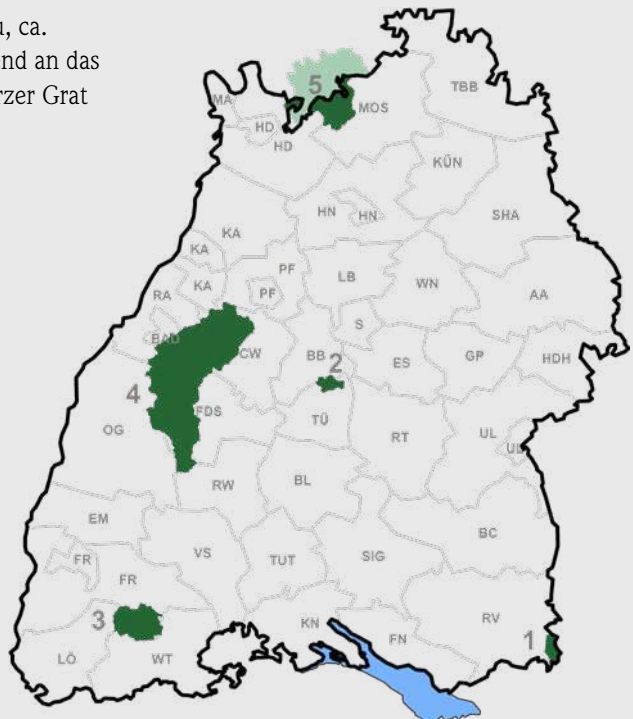 u, ca.
end an das
rzer Grat
5
MA
MOS
TBB
HD
HD
KÜN
HN
HN
SHA
KA
KA
KA
PF
PF
LB
WN
AA
RA
BAD
S
CW
BB
2
ES
GP
HDH
4
FDS
TÜ
OG
RT
UL
UL
RW
BL
EM
VS
TUT
SIG
BC
FR
FR
3
KN
FN
RV
1
LÖ
WT